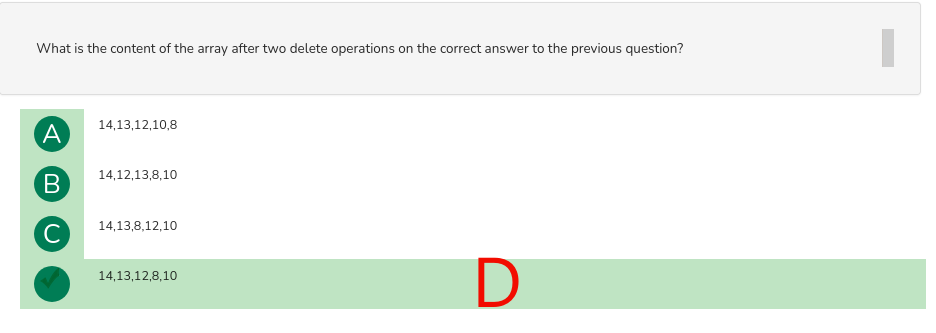 What is the content of the array after two delete operations on the correct answer to the previous question?
A 14,13,12,10,8
B 14,12,13,8,10
C 14,13,8,12,10
14,13,12,8,10 D